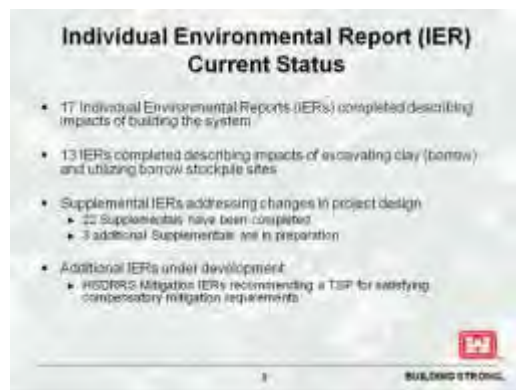 Individual Environmental Report (IER)
Current Status
• 17 Individual Environmental Reports (IERs) completed describing
impacts of building the system
• 13 IERs completed describing impacts of excavating clay (borrow)
and utilizing borrow stockpile sites
• Supplemental IERs addressing changes in project design
▸ 22 Supplementals have been completed
▸ 3 additional Supplementals are in preparation
• Additional IERs under development
▸ HSDRRS Mitigation IERs recommending a TSP for satisfying
compensatory mitigation requirements
BUILDING STRONG